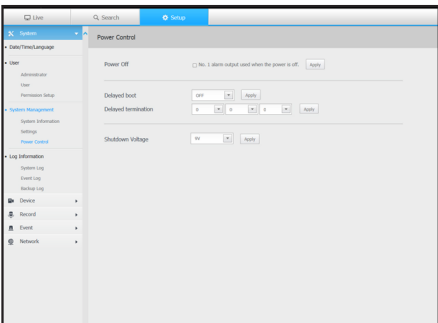 Live
Search
Setup
System
Date/Time/Language
User
Administrator
User
Permission Setup
System Management
System Information
Settings
Power Control
Log Information
System Log
Event Log
Backup Log
Device
Record
Event
Network
Power Control
Power Off
No. 1 alarm output used when the power is off.
Apply
Delayed boot
OFF
Apply
Delayed termination
0
0
Apply
Shutdown Voltage
9V
Apply